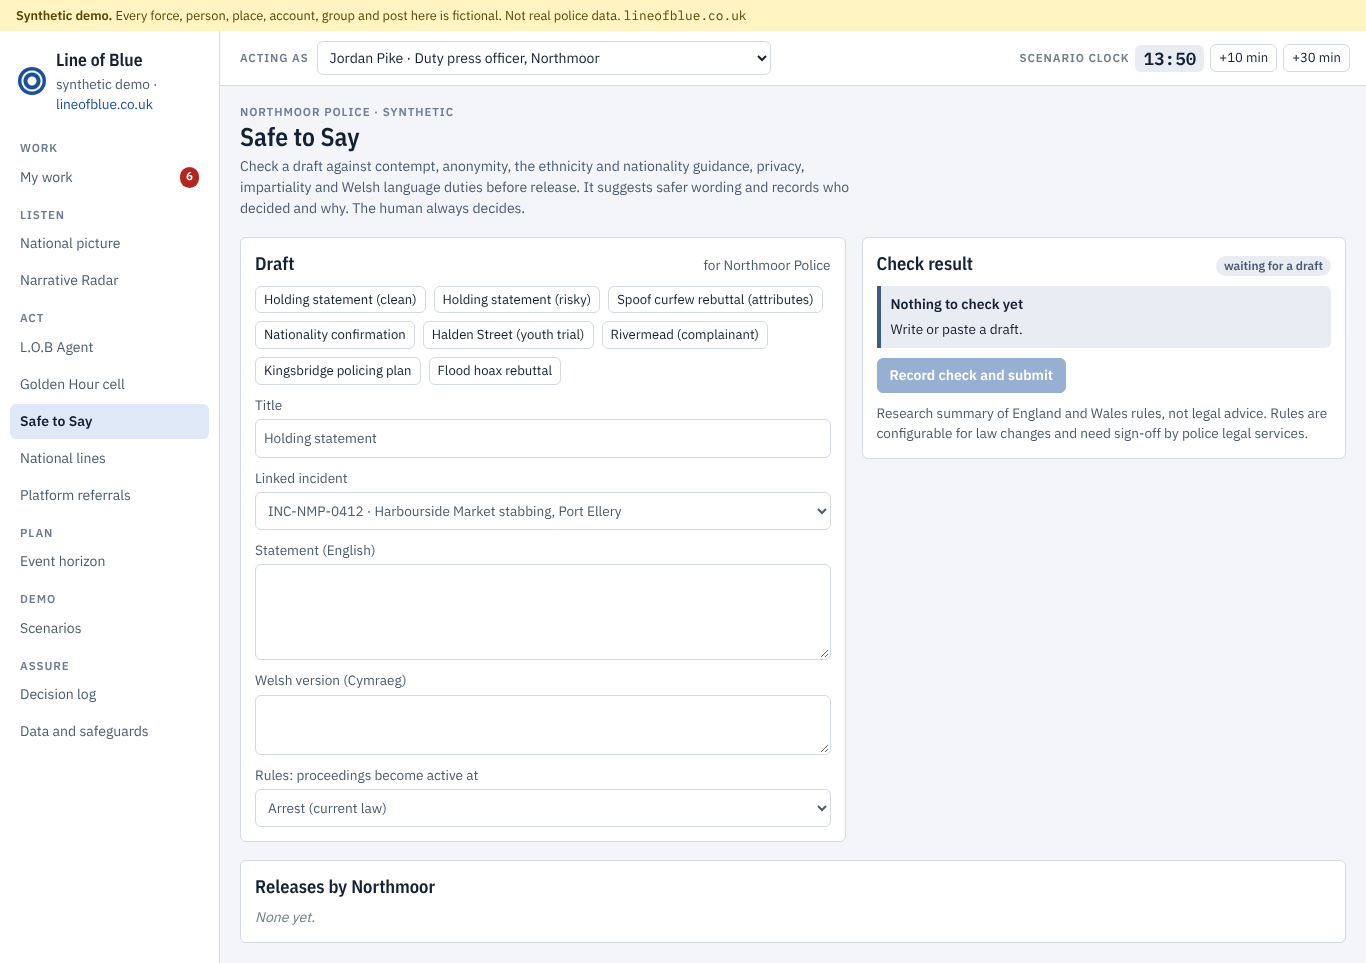 Synthetic demo. Every force, person, place, account, group and post here is fictional. Not real police data. lineofblue.co.uk
Line of Blue
synthetic demo ·
lineofblue.co.uk
WORK
My work
6
LISTEN
National picture
Narrative Radar
ACT
L.O.B Agent
Golden Hour cell
Safe to Say
National lines
Platform referrals
PLAN
Event horizon
DEMO
Scenarios
ASSURE
Decision log
Data and safeguards
ACTING AS
Jordan Pike · Duty press officer, Northmoor
SCENARIO CLOCK
13:50
+10 min
+30 min
NORTHMOOR POLICE · SYNTHETIC
Safe to Say
Check a draft against contempt, anonymity, the ethnicity and nationality guidance, privacy,
impartiality and Welsh language duties before release. It suggests safer wording and records who
decided and why. The human always decides.
Draft
for Northmoor Police
Holding statement (clean)
Holding statement (risky)
Spoof curfew rebuttal (attributes)
Nationality confirmation
Halden Street (youth trial)
Rivermead (complainant)
Kingsbridge policing plan
Flood hoax rebuttal
Title
Holding statement
Linked incident
INC-NMP-0412 · Harbourside Market stabbing, Port Ellery
Statement (English)
Welsh version (Cymraeg)
Rules: proceedings become active at
Arrest (current law)
Check result
waiting for a draft
Nothing to check yet
Write or paste a draft.
Record check and submit
Research summary of England and Wales rules, not legal advice. Rules are
configurable for law changes and need sign-off by police legal services.
Releases by Northmoor
None yet.